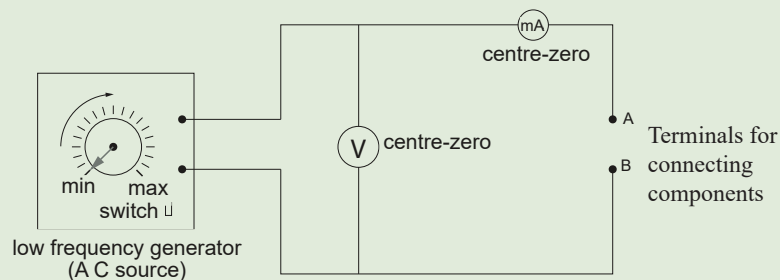 mA
centre-zero
A
Terminals for
V
centre-zero
connecting
B
components
min
max
switch
low frequency generator
(A C source)